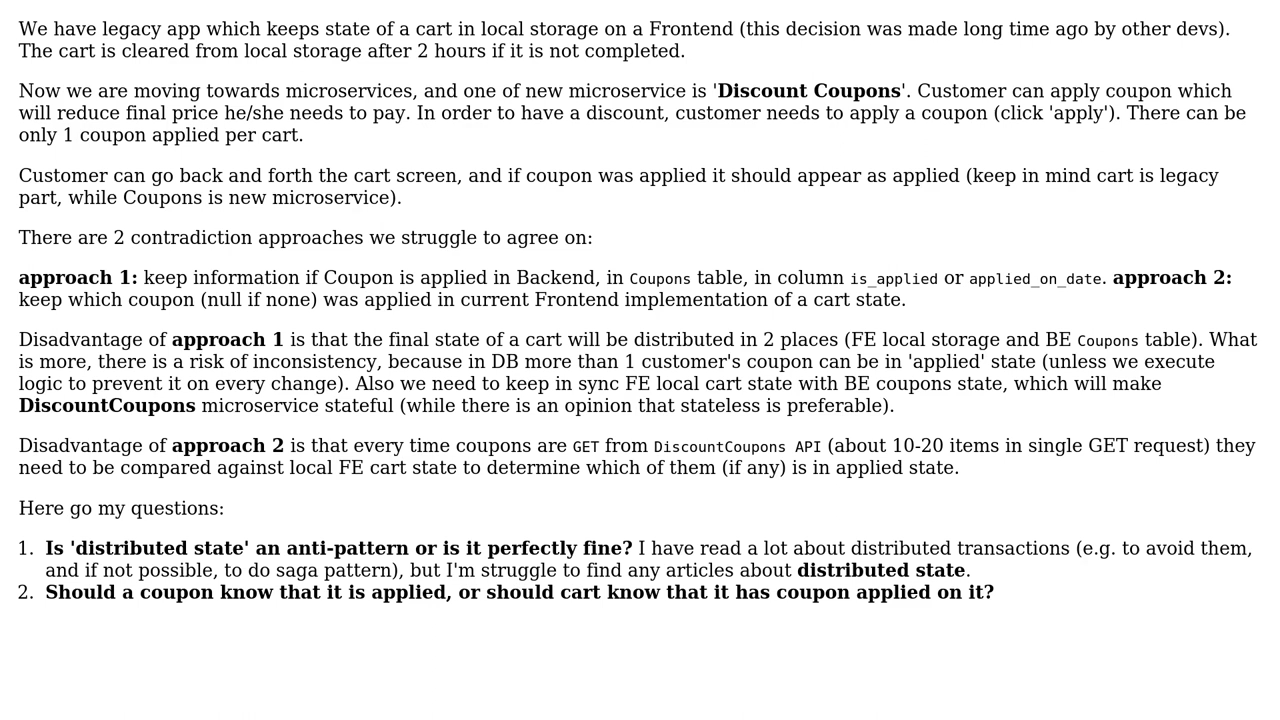 We have legacy app which keeps state of a cart in local storage on a Frontend (this decision was made long time ago by other devs).
The cart is cleared from local storage after 2 hours if it is not completed.
Now we are moving towards microservices, and one of new microservice is 'Discount Coupons'. Customer can apply coupon which
will reduce final price he/she needs to pay. In order to have a discount, customer needs to apply a coupon (click 'apply'). There can be
only 1 coupon applied per cart.
Customer can go back and forth the cart screen, and if coupon was applied it should appear as applied (keep in mind cart is legacy
part, while Coupons is new microservice).
There are 2 contradiction approaches we struggle to agree on:
approach 1: keep information if Coupon is applied in Backend, in Coupons table, in column is_applied or applied_on_date. approach 2:
keep which coupon (null if none) was applied in current Frontend implementation of a cart state.
Disadvantage of approach 1 is that the final state of a cart will be distributed in 2 places (FE local storage and BE Coupons table). What
is more, there is a risk of inconsistency, because in DB more than 1 customer's coupon can be in 'applied' state (unless we execute
logic to prevent it on every change). Also we need to keep in sync FE local cart state with BE coupons state, which will make
DiscountCoupons microservice stateful (while there is an opinion that stateless is preferable).
Disadvantage of approach 2 is that every time coupons are GET from DiscountCoupons API (about 10-20 items in single GET request) they
need to be compared against local FE cart state to determine which of them (if any) is in applied state.
Here go my questions:
1. Is 'distributed state' an anti-pattern or is it perfectly fine? I have read a lot about distributed transactions (e.g. to avoid them,
and if not possible, to do saga pattern), but I'm struggle to find any articles about distributed state.
2. Should a coupon know that it is applied, or should cart know that it has coupon applied on it?